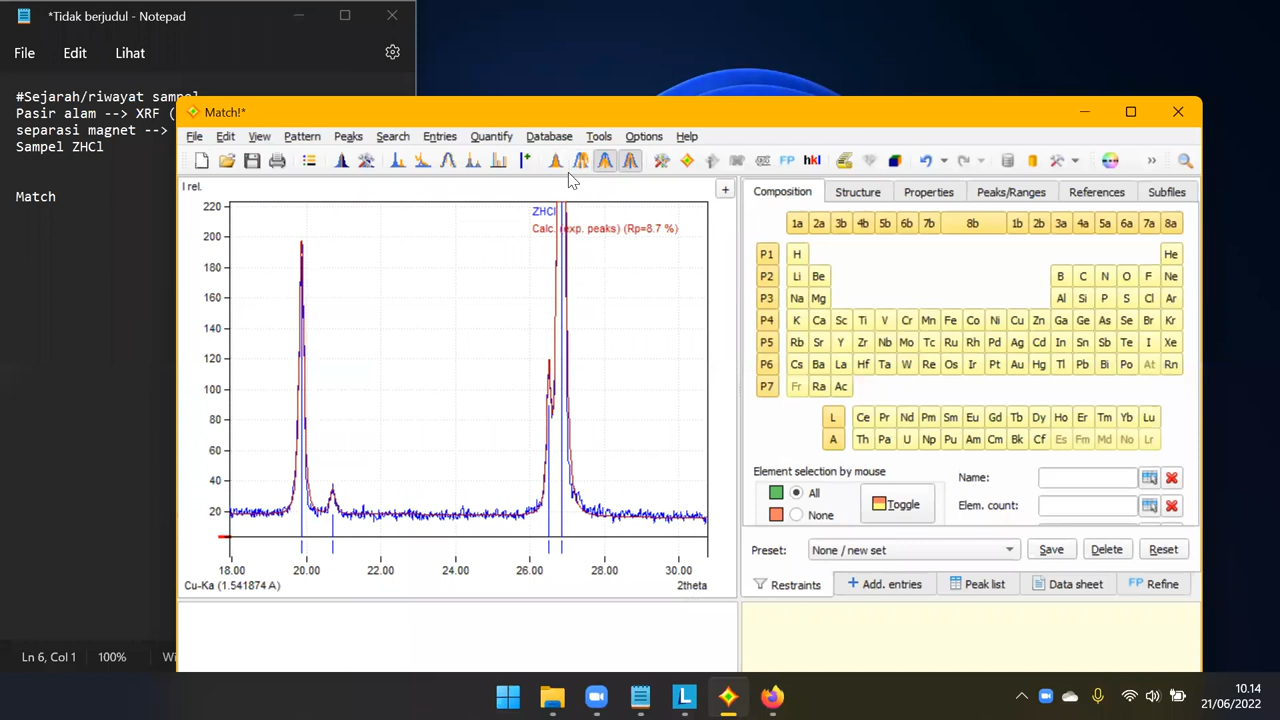 *Tidak berjudul - Notepad
File Edit Lihat
#Sejarah/riwayat sampel
Pasir alam --> XRF (
separasi magnet -->
Sampel ZHCl
Match
Ln 6, Col 1 100% Wi
Match!*
File Edit View Pattern Peaks Search Entries Quantify Database Tools Options Help
FP hkl »
I rel.
+
ZHCl
Calc. (exp. peaks) (Rp=8.7 %)
220
200
180
160
140
120
100
80
60
40
20
18.00 20.00 22.00 24.00 26.00 28.00 30.00
Cu-Ka (1.541874 A) 2theta
Composition Structure Properties Peaks/Ranges References Subfiles
1a 2a 3b 4b 5b 6b 7b 8b 1b 2b 3a 4a 5a 6a 7a 8a
P1 H He
P2 Li Be B C N O F Ne
P3 Na Mg Al Si P S Cl Ar
P4 K Ca Sc Ti V Cr Mn Fe Co Ni Cu Zn Ga Ge As Se Br Kr
P5 Rb Sr Y Zr Nb Mo Tc Ru Rh Pd Ag Cd In Sn Sb Te I Xe
P6 Cs Ba La Hf Ta W Re Os Ir Pt Au Hg Tl Pb Bi Po At Rn
P7 Fr Ra Ac
L Ce Pr Nd Pm Sm Eu Gd Tb Dy Ho Er Tm Yb Lu
A Th Pa U Np Pu Am Cm Bk Cf Es Fm Md No Lr
Element selection by mouse
All
None
Toggle
Name:
Elem. count:
Preset: None / new set Save Delete Reset
Restraints Add. entries Peak list Data sheet FP Refine
L
10.14
21/06/2022